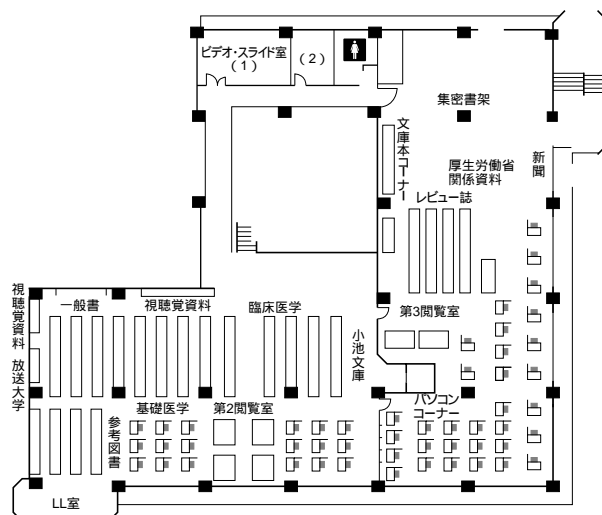 ビデオ・スライド室
(1)
(2)
集密書架
文庫本コーナー
新聞
厚生労働省
関係資料
レビュー誌
視聴覚資料 放送大学
一般書
視聴覚資料
臨床医学
第3閲覧室
小池文庫
パソコン
コーナー
基礎医学
第2閲覧室
参考図書
LL室